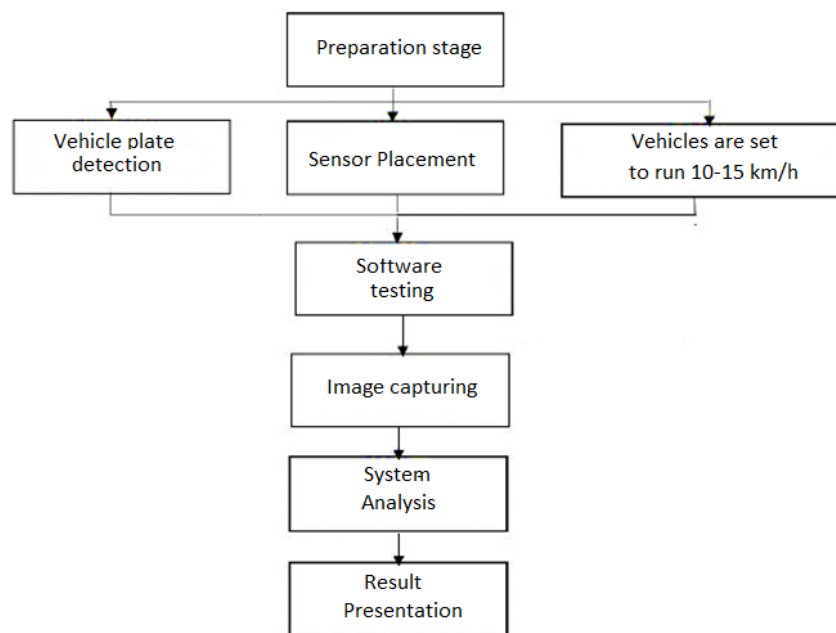 Preparation stage
Vehicle plate
detection
Sensor Placement
Vehicles are set
to run 10-15 km/h
Software
testing
Image capturing
System
Analysis
Result
Presentation